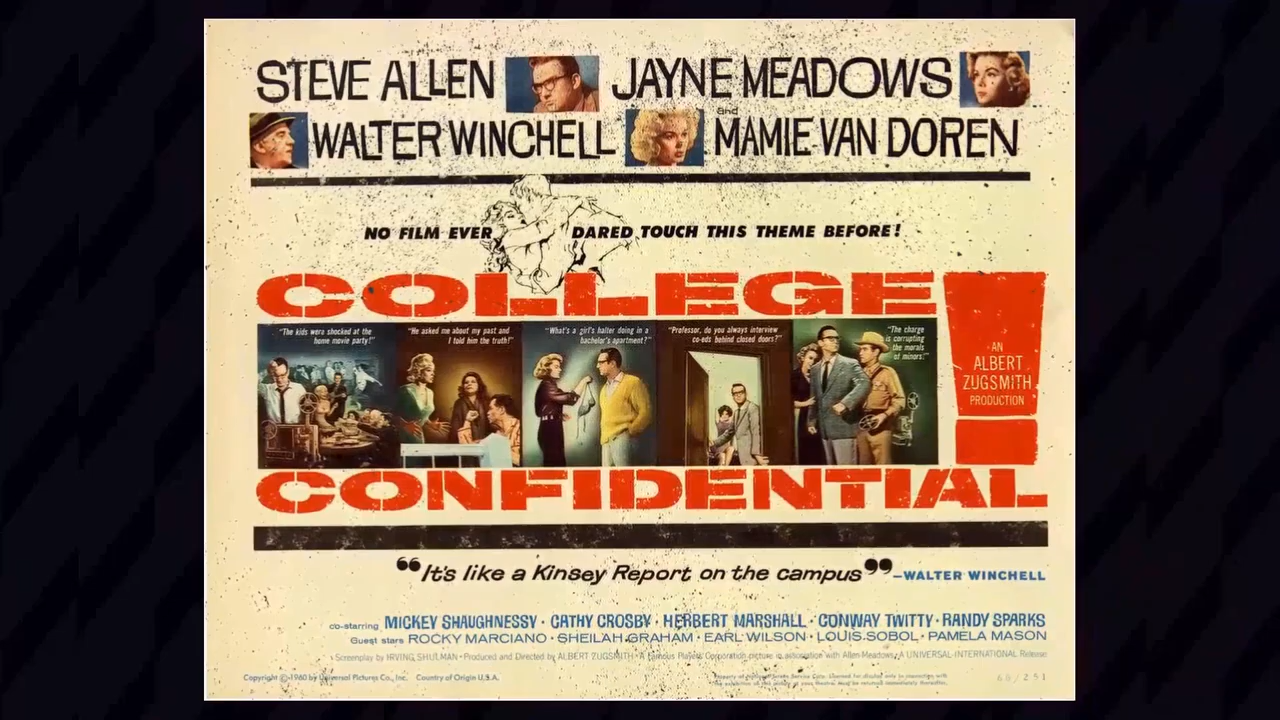 STEVE ALLEN JAYNE MEADOWS
and
WALTER WINCHELL MAMIE VAN DOREN
NO FILM EVER DARED TOUCH THIS THEME BEFORE!
COLLEGE
"The kids were shocked at the
home movie party!"
"He asked me about my past and
I told him the truth!"
"What's a girl's halter doing in a
bachelor's apartment?"
"Professor, do you always interview
co-eds behind closed doors?"
"The charge
is corrupting
the morals
of minors!"
AN
ALBERT
ZUGSMITH
PRODUCTION
!
CONFIDENTIAL
"It's like a Kinsey Report on the campus" —WALTER WINCHELL
co-starring MICKEY SHAUGHNESSY · CATHY CROSBY · HERBERT MARSHALL · CONWAY TWITTY · RANDY SPARKS
Guest stars ROCKY MARCIANO · SHEILAH GRAHAM · EARL WILSON · LOUIS SOBOL · PAMELA MASON
Screenplay by IRVING SHULMAN · Produced and Directed by ALBERT ZUGSMITH · A Famous Players Corporation picture in association with Allen Meadows · A UNIVERSAL-INTERNATIONAL Release
Copyright © 1960 by Universal Pictures Co., Inc. Country of Origin U.S.A.
60/251